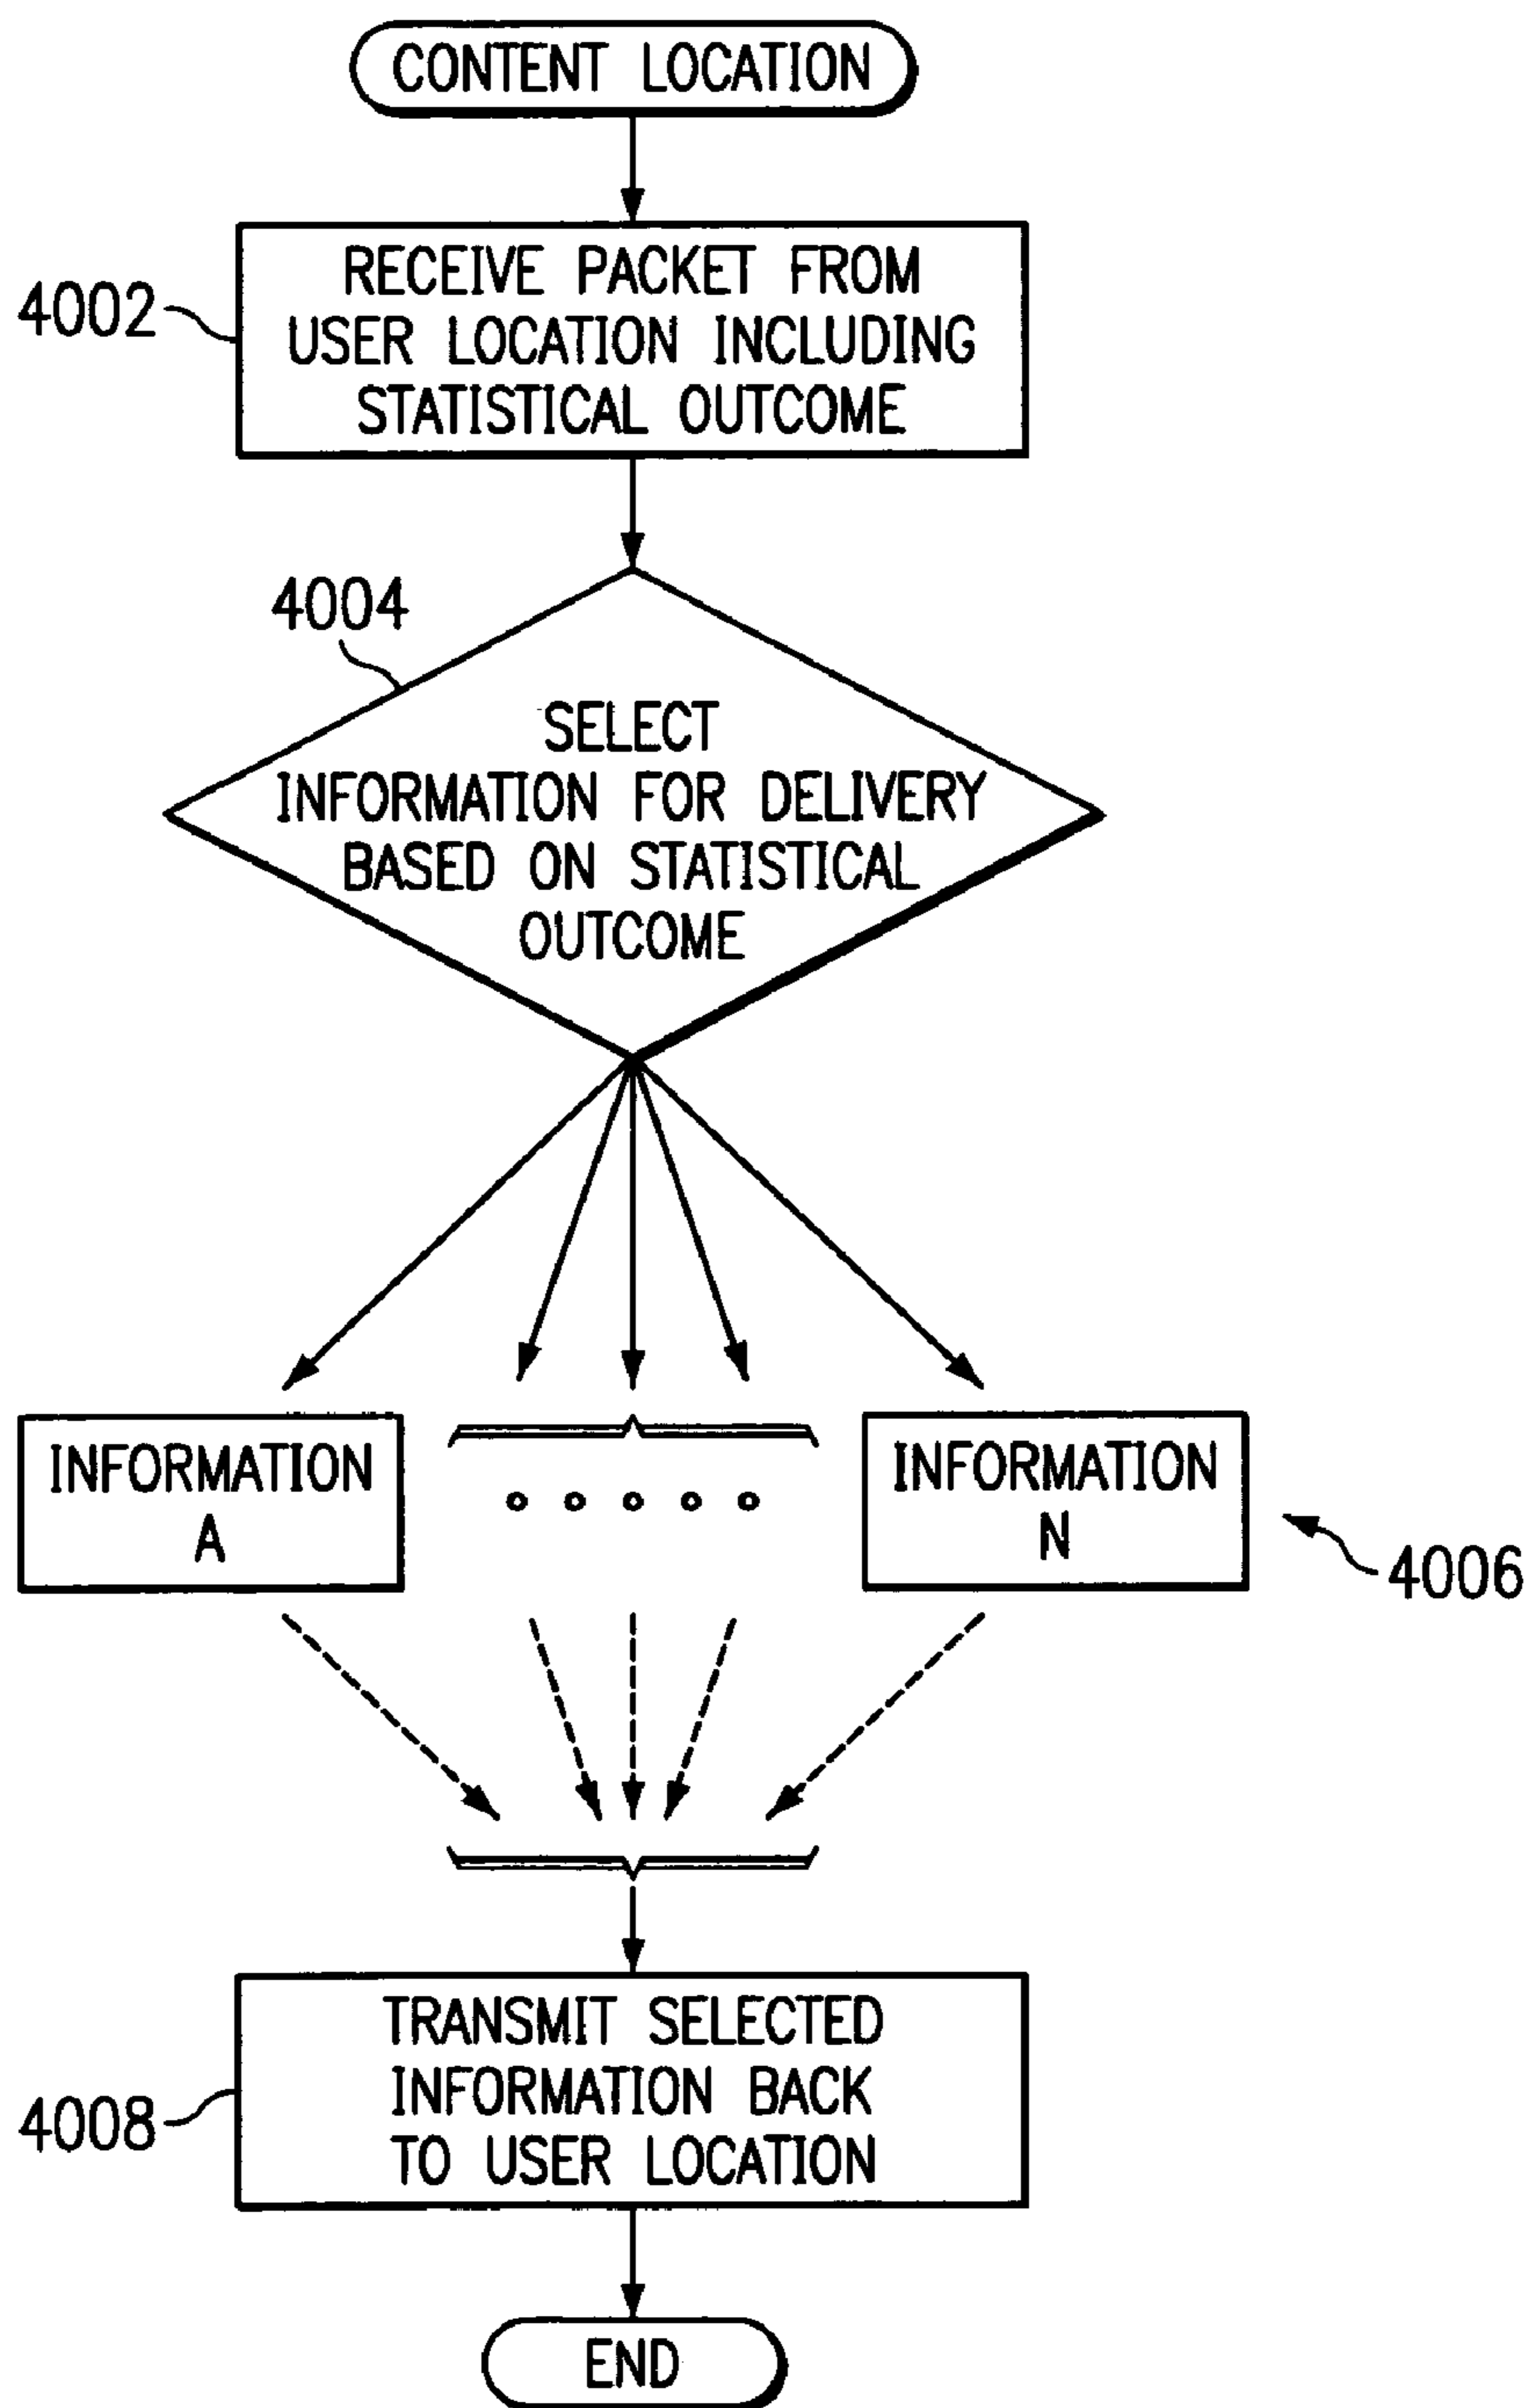 CONTENT LOCATION
4002
RECEIVE PACKET FROM
USER LOCATION INCLUDING
STATISTICAL OUTCOME
4004
SELECT
INFORMATION FOR DELIVERY
BASED ON STATISTICAL
OUTCOME
INFORMATION
A
INFORMATION
N
4006
4008
TRANSMIT SELECTED
INFORMATION BACK
TO USER LOCATION
END